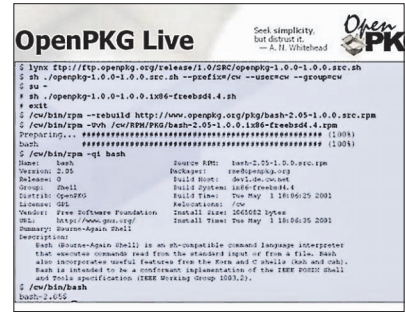 OpenPKG Live
Seek simplicity,
but distrust it.
— A. N. Whitehead
Open
PK
$ lynx ftp://ftp.openpkg.org/release/1.0/SRC/openpkg-1.0.0-1.0.0.src.sh
$ sh ./openpkg-1.0.0-1.0.0.src.sh --prefix=/cw --user=cw --group=cw
$ su -
# sh ./openpkg-1.0.0-1.0.0.ix86-freebsd4.4.sh
# exit
$ /cw/bin/rpm --rebuild http://www.openpkg.org/pkg/bash-2.05-1.0.0.src.rpm
$ /cw/bin/rpm -Uvh /cw/RPM/PKG/bash-2.05-1.0.0.ix86-freebsd4.4.rpm
Preparing... ######################################## (100%)
bash ######################################## (100%)
$ /cw/bin/rpm -qi bash
Name: bash Source RPM: bash-2.05-1.0.0.src.rpm
Version: 2.05 Packager: rse@openpkg.org
Release: 0 Build Host: dev1.de.cw.net
Group: Shell Build System: ix86-freebsd4.4
Distrib: OpenPKG Build Time: Tue May 1 18:06:25 2001
License: GPL Relocations: /cw
Vendor: Free Software Foundation Install Size: 1065082 bytes
URL: http://www.gnu.org/ Install Time: Tue May 1 18:06:35 2001
Summary: Bourne-Again Shell
Description:
Bash (Bourne-Again Shell) is an sh-compatible command language interpreter
that executes commands read from the standard input or from a file. Bash
also incorporates useful features from the Korn and C shells (ksh and csh).
Bash is intended to be a conformant implementation of the IEEE POSIX Shell
and Tools specification (IEEE Working Group 1003.2).
$ /cw/bin/bash
bash-2.05$